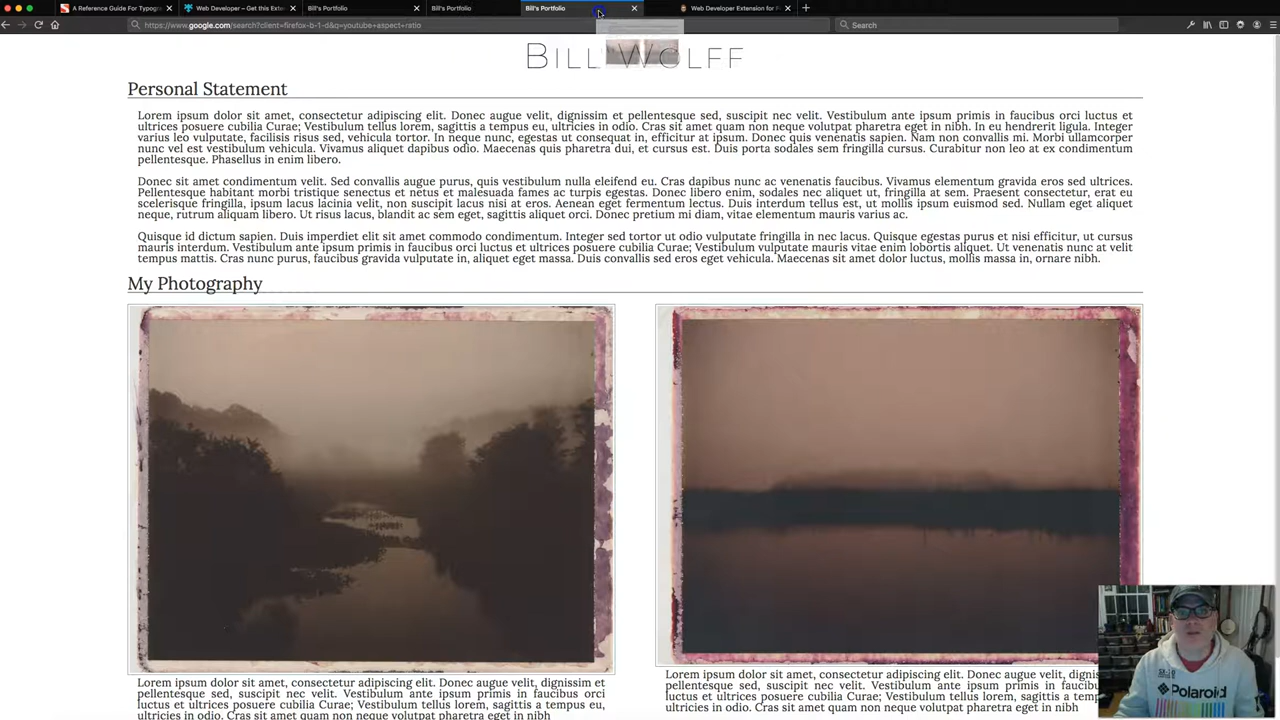 A Reference Guide For Typogra
Web Developer – Get this Exten
Bill's Portfolio
Bill's Portfolio
Bill's Portfolio
Web Developer Extension for F
https://www.google.com/search?client=firefox-b-1-d&q=youtube+aspect+ratio
Search
BILL WOLFF
Personal Statement
Lorem ipsum dolor sit amet, consectetur adipiscing elit. Donec augue velit, dignissim et pellentesque sed, suscipit nec velit. Vestibulum ante ipsum primis in faucibus orci luctus et
ultrices posuere cubilia Curae; Vestibulum tellus lorem, sagittis a tempus eu, ultricies in odio. Cras sit amet quam non neque volutpat pharetra eget in nibh. In eu hendrerit ligula. Integer
varius leo vulputate, facilisis risus sed, vehicula tortor. In neque nunc, egestas ut consequat in, efficitur at ipsum. Donec quis vehicula sapien. Nam non convallis mi. Morbi ullamcorper
nunc vel est vestibulum vehicula. Vivamus aliquet dapibus odio. Maecenas quis pharetra dui, et cursus est. Duis porta sodales sem fringilla cursus. Curabitur non leo at ex condimentum
pellentesque. Phasellus in enim libero.
Donec sit amet condimentum velit. Sed convallis augue purus, quis vestibulum nulla eleifend eu. Cras dapibus nunc ac venenatis faucibus. Vivamus elementum gravida eros sed ultrices.
Pellentesque habitant morbi tristique senectus et netus et malesuada fames ac turpis egestas. Donec libero enim, sodales nec aliquet ut, fringilla at sem. Praesent consectetur, erat eu
scelerisque fringilla, ipsum lacus lacinia velit, non suscipit lacus nisi at eros. Aenean eget fermentum lectus. Duis interdum tellus est, ut mollis ipsum euismod sed. Nullam et lobortis
neque, rutrum aliquam libero. Ut risus lacus, blandit ac sem eget, sagittis aliquet orci. Donec pretium mi diam, vitae elementum mauris varius ac.
Quisque id dictum sapien. Duis imperdiet elit sit amet commodo condimentum. Integer sed tortor ut odio vulputate fringilla in nec lacus. Quisque egestas purus et nisi efficitur, ut cursus
mauris interdum. Vestibulum ante ipsum primis in faucibus orci luctus et ultrices posuere cubilia Curae; Vestibulum vulputate mauris vitae enim lobortis aliquet. Ut venenatis nunc at velit
tempus mattis. Cras nunc purus, faucibus gravida vulputate in, aliquet eget massa. Duis convallis sed eros eget vehicula. Maecenas sit amet dolor luctus, mollis massa in, ornare nibh.
My Photography
Lorem ipsum dolor sit amet, consectetur adipiscing elit. Donec augue velit, dignissim et
pellentesque sed, suscipit nec velit. Vestibulum ante ipsum primis in faucibus orci
luctus et ultrices posuere cubilia Curae; Vestibulum tellus lorem, sagittis a tempus eu,
ultricies in odio. Cras sit amet quam non neque volutpat pharetra eget in nibh
Lorem ipsum dolor sit amet, consectetur adipiscing elit. Donec augue velit, dignis
pellentesque sed, suscipit nec velit. Vestibulum ante ipsum primis in faucibus
luctus et ultrices posuere cubilia Curae; Vestibulum tellus lorem, sagittis a temp
ultricies in odio. Cras sit amet quam non neque volutpat pharetra eget in nibh
Polaroid